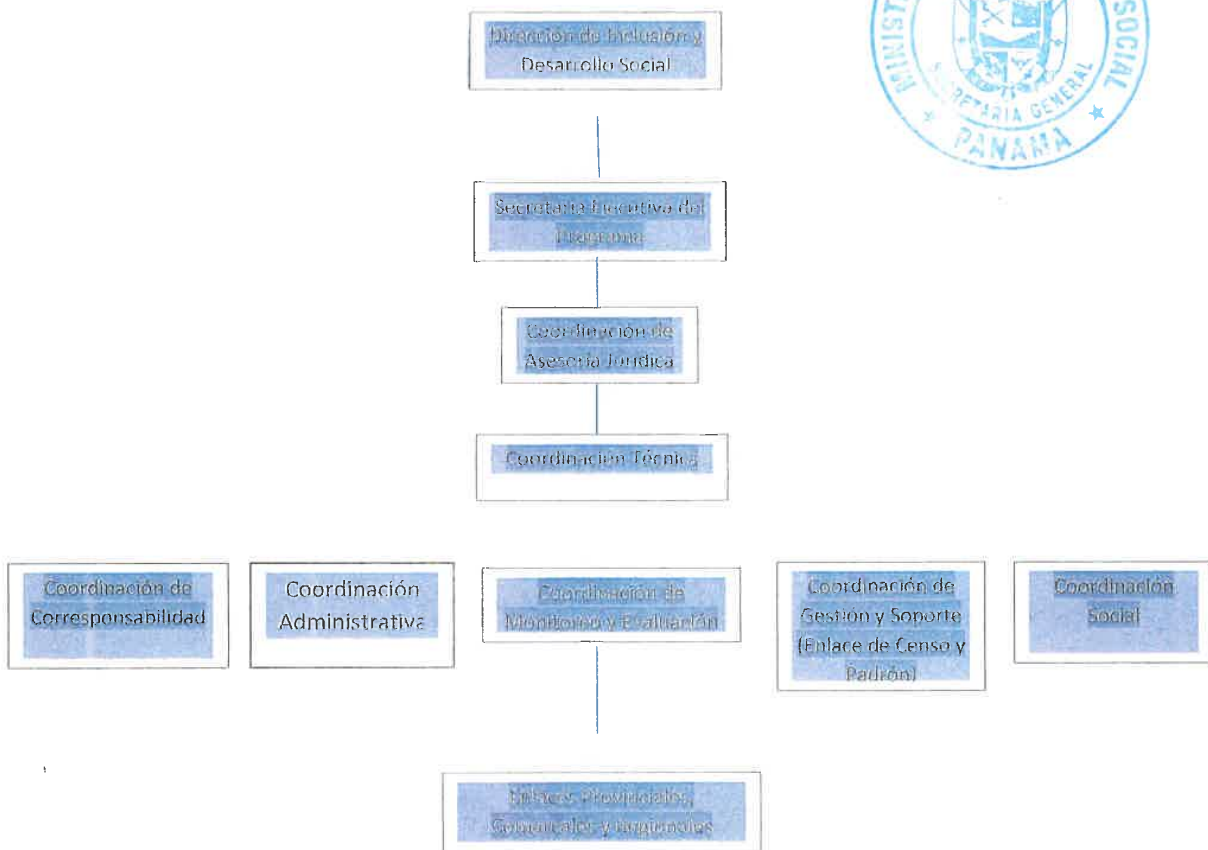 Dirección de Inclusión y
Desarrollo Social
MINIST
SOCIAL
SECRETARIA GENERAL
PANAMA
Secretaria Ejecutiva del
Programa
Coordinación de
Asesoría Jurídica
Coordinación Técnica
Coordinación de
Corresponsabilidad
Coordinación
Administrativa
Coordinación de
Monitoreo y Evaluación
Coordinación de
Gestión y Soporte
(Enlace de Censo y
Padrón)
Coordinación
Social
Enlaces Provinciales,
Comarcales y Regionales